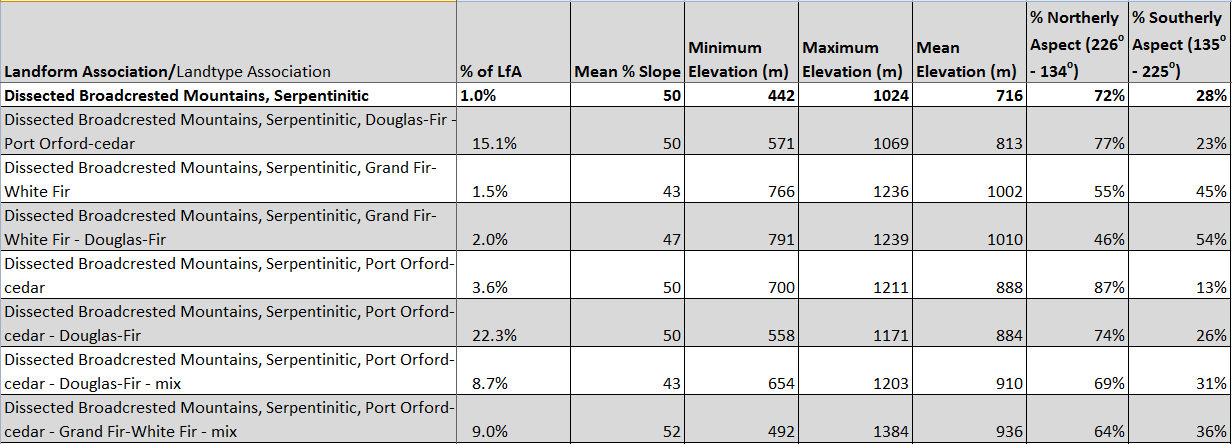 Landform Association/Landtype Association % of LfA Mean % Slope Minimum Elevation (m) Maximum Elevation (m) Mean Elevation (m) % Northerly Aspect (226° - 134°) % Southerly Aspect (135° - 225°)
Dissected Broadcrested Mountains, Serpentinitic 1.0% 50 442 1024 716 72% 28%
Dissected Broadcrested Mountains, Serpentinitic, Douglas-Fir -
Port Orford-cedar 15.1% 50 571 1069 813 77% 23%
Dissected Broadcrested Mountains, Serpentinitic, Grand Fir-
White Fir 1.5% 43 766 1236 1002 55% 45%
Dissected Broadcrested Mountains, Serpentinitic, Grand Fir-
White Fir - Douglas-Fir 2.0% 47 791 1239 1010 46% 54%
Dissected Broadcrested Mountains, Serpentinitic, Port Orford-
cedar 3.6% 50 700 1211 888 87% 13%
Dissected Broadcrested Mountains, Serpentinitic, Port Orford-
cedar - Douglas-Fir 22.3% 50 558 1171 884 74% 26%
Dissected Broadcrested Mountains, Serpentinitic, Port Orford-
cedar - Douglas-Fir - mix 8.7% 43 654 1203 910 69% 31%
Dissected Broadcrested Mountains, Serpentinitic, Port Orford-
cedar - Grand Fir-White Fir - mix 9.0% 52 492 1384 936 64% 36%